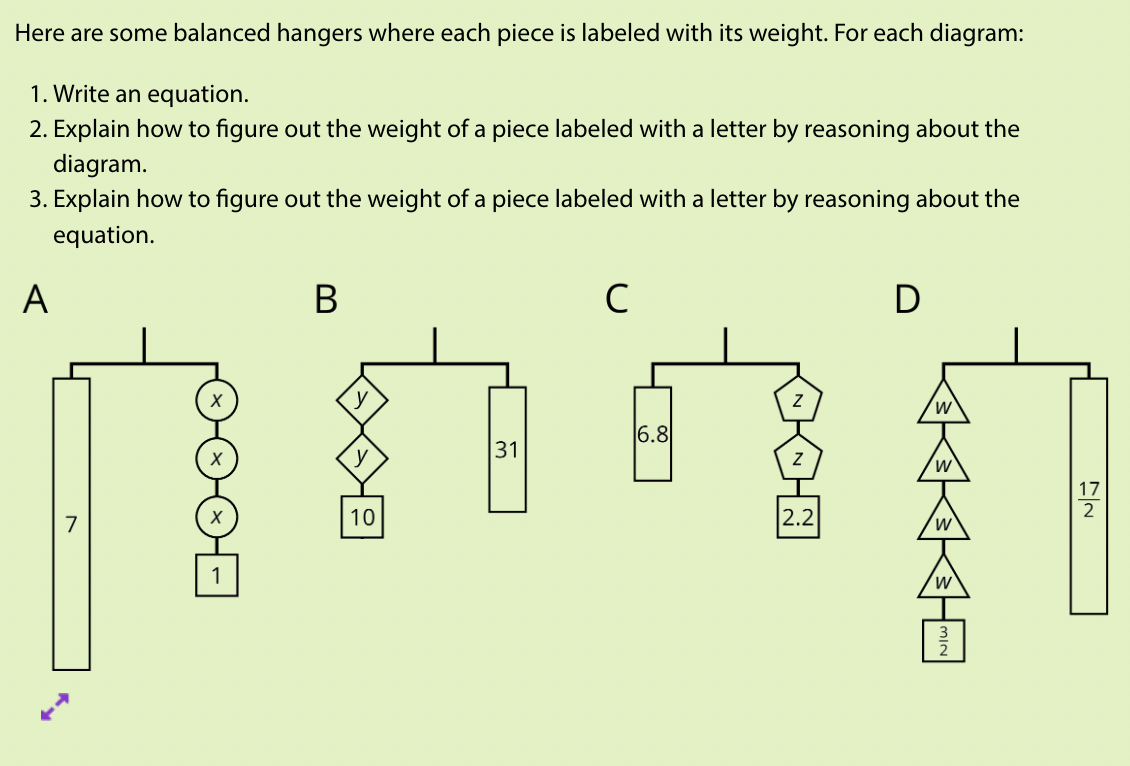 Here are some balanced hangers where each piece is labeled with its weight. For each diagram:
1. Write an equation.
2. Explain how to figure out the weight of a piece labeled with a letter by reasoning about the
diagram.
3. Explain how to figure out the weight of a piece labeled with a letter by reasoning about the
equation.
A
7
x
x
x
1
B
y
y
10
31
C
6.8
z
z
2.2
D
w
w
w
w
3/2
17/2